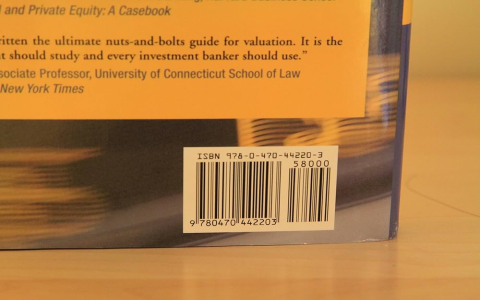 l and Private Equity: A Casebook
ritten the ultimate nuts-and-bolts guide for valuation. It is the
t should study and every investment banker should use.”
sociate Professor, University of Connecticut School of Law
New York Times
ISBN 978-0-470-44220-3
58000
9 780470 442203